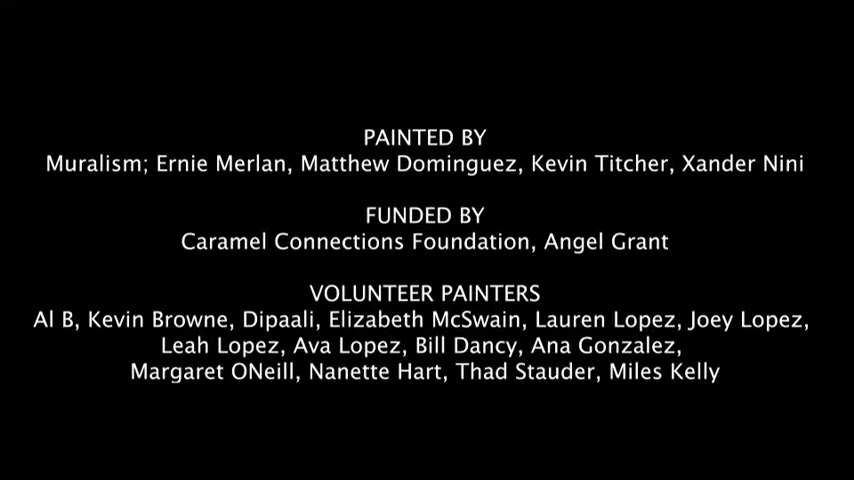 PAINTED BY
Muralism; Ernie Merlan, Matthew Dominguez, Kevin Titcher, Xander Nini
FUNDED BY
Caramel Connections Foundation, Angel Grant
VOLUNTEER PAINTERS
Al B, Kevin Browne, Dipaali, Elizabeth McSwain, Lauren Lopez, Joey Lopez,
Leah Lopez, Ava Lopez, Bill Dancy, Ana Gonzalez,
Margaret ONeill, Nanette Hart, Thad Stauder, Miles Kelly